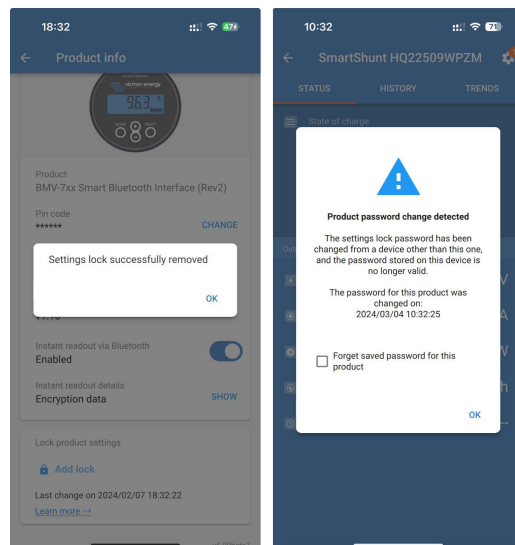 18:32
47
Product info
victron energy
96.3
Product
BMV-7xx Smart Bluetooth Interface
(Rev2)
Pin code
******
CHANGE
Settings lock successfully removed
OK
Instant readout via Bluetooth
Enabled
Instant readout details
Encryption data
SHOW
Lock product settings
Add lock
Last change on 2024/02/07 18:32:22
Learn more →
10:32
71
SmartShunt HQ22509WPZM
STATUS
HISTORY
TRENDS
State of charge
Product password change detected
The settings lock password has been
changed from a device other than this one,
and the password stored on this device is
no longer valid.
The password for this product was
changed on:
2024/03/04 10:32:25
Forget saved password for this
product
OK
V
A
W
h